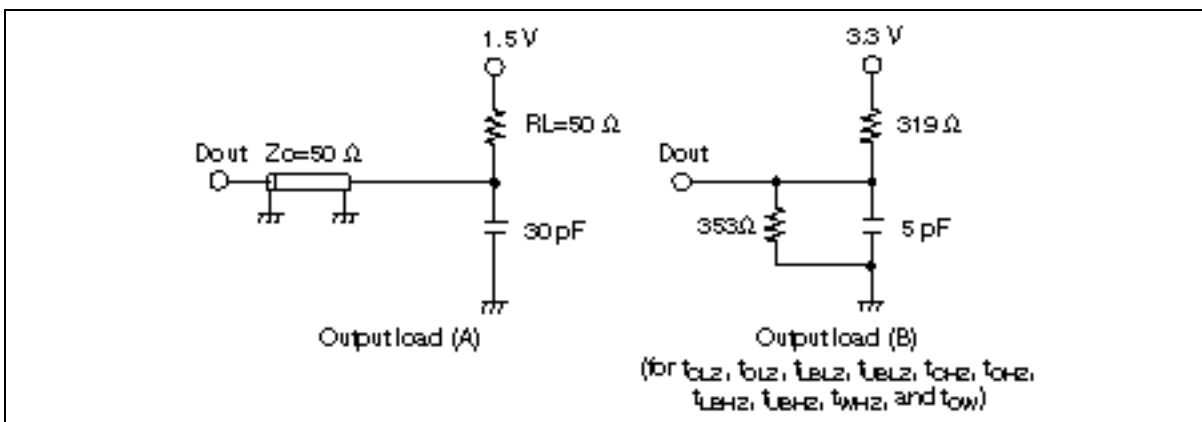 1.5 V
RL=50 Ω
Dout Zo=50 Ω
30 pF
Output load (A)
3.3 V
319 Ω
Dout
353Ω
5 pF
Output load (B)
(for tCLZ, tOLZ, tLBLZ, tUBLZ, tCHZ, tOHZ,
tLBHZ, tUBHZ, tWHZ, and tOW)